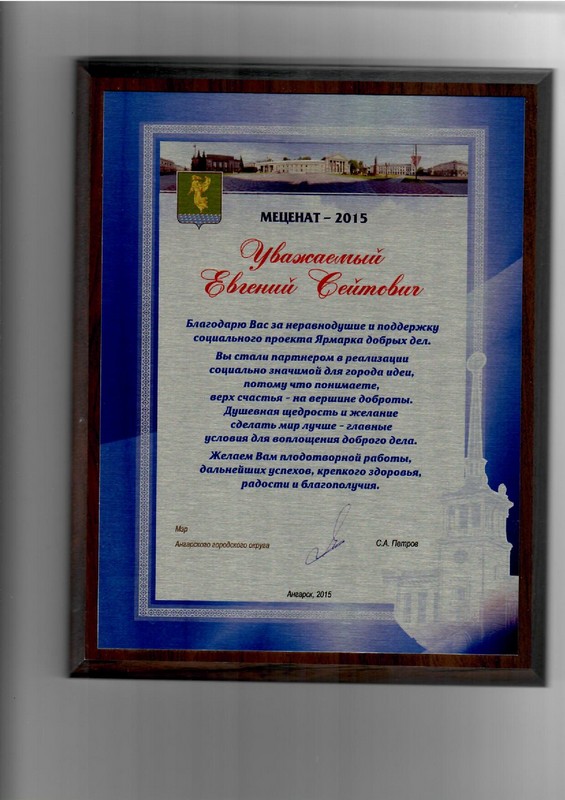 МЕЦЕНАТ – 2015
Уважаемый
Евгений Сейтович
Благодарю Вас за неравнодушие и поддержку
социального проекта Ярмарка добрых дел.
Вы стали партнером в реализации
социально значимой для города идеи,
потому что понимаете,
верх счастья - на вершине доброты.
Душевная щедрость и желание
сделать мир лучше - главные
условия для воплощения доброго дела.
Желаем Вам плодотворной работы,
дальнейших успехов, крепкого здоровья,
радости и благополучия.
Мэр
Ангарского городского округа
С.А. Петров
Ангарск, 2015